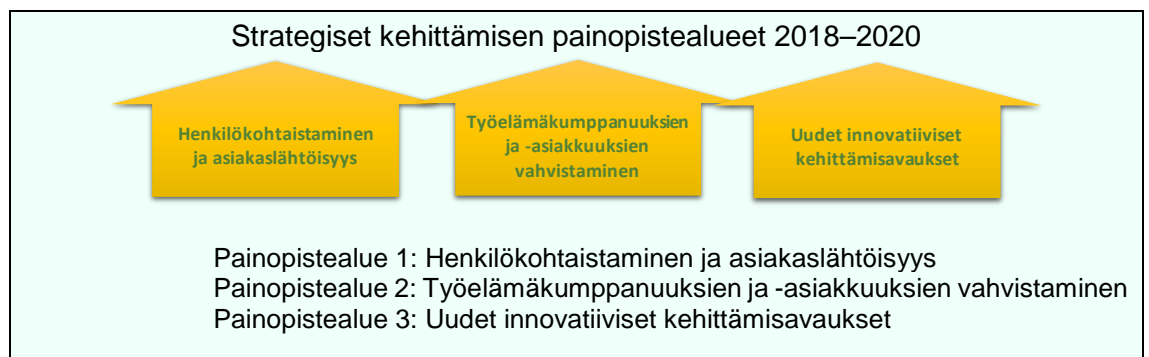 Strategiset kehittämisen painopistealueet 2018–2020
Henkilökohtaistaminen
ja asiakaslähtöisyys
Työelämäkumppanuuksien
ja -asiakkuuksien
vahvistaminen
Uudet innovatiiviset
kehittämisavaukset
Painopistealue 1: Henkilökohtaistaminen ja asiakaslähtöisyys
Painopistealue 2: Työelämäkumppanuuksien ja -asiakkuuksien vahvistaminen
Painopistealue 3: Uudet innovatiiviset kehittämisavaukset